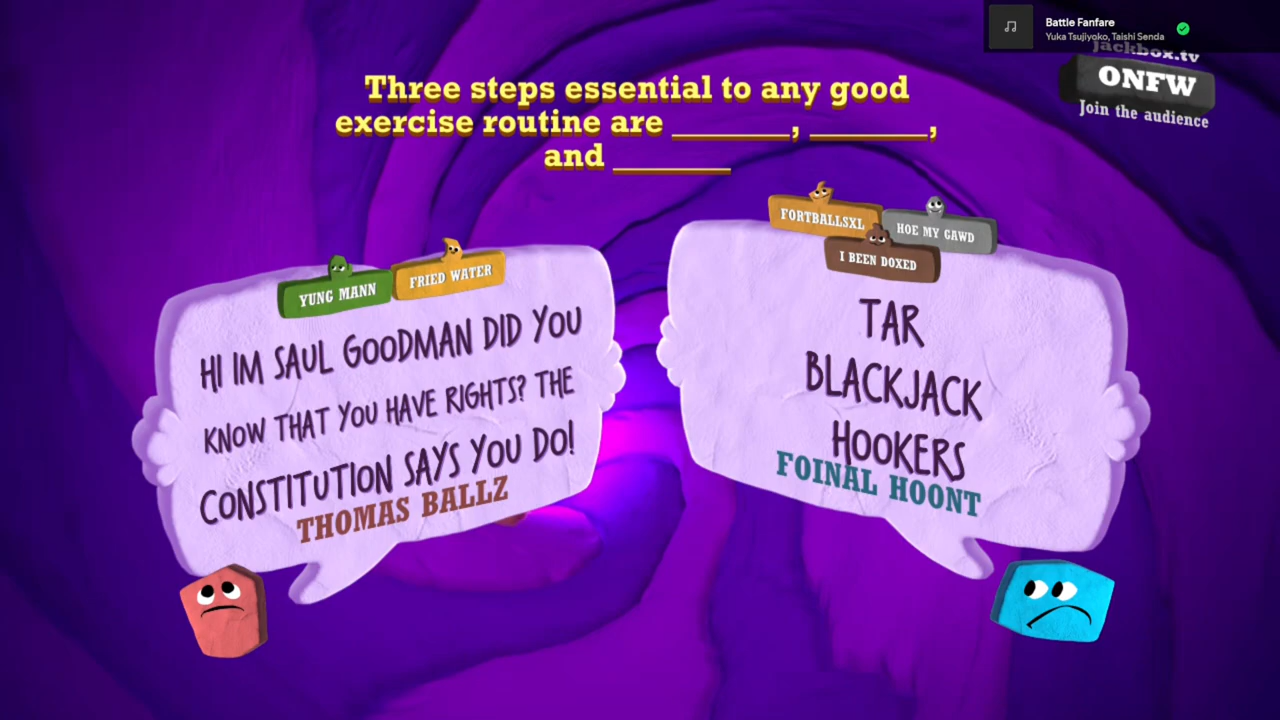 Battle Fanfare
Yuka Tsujiyoko, Taishi Senda
jackbox.tv
ONFW
Join the audience
Three steps essential to any good
exercise routine are ________, ________,
and ________
YUNG MANN
FRIED WATER
HI IM SAUL GOODMAN DID YOU
KNOW THAT YOU HAVE RIGHTS? THE
CONSTITUTION SAYS YOU DO!
THOMAS BALLZ
FORTBALLSXL
HOE MY GAWD
I BEEN DOXED
TAR
BLACKJACK
HOOKERS
FOINAL HOONT